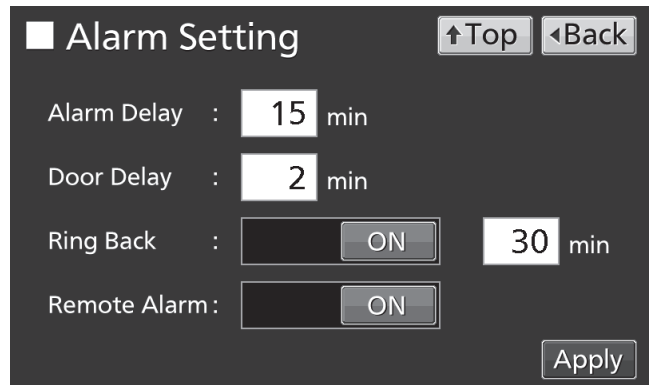 Alarm Setting ↑Top ◂Back
Alarm Delay : 15 min
Door Delay : 2 min
Ring Back : ON 30 min
Remote Alarm : ON
Apply